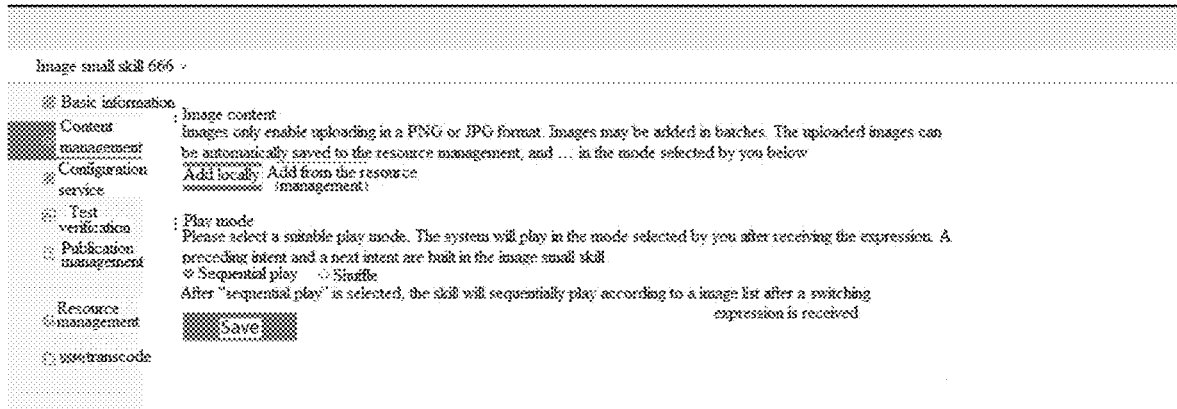 Image small skill 666
Basic information
Content
management
Configuration
service
Test
verification
Publication
management
Resource
management
transcode
Image content
Images only enable uploading in a PNG or JPG format. Images may be added in batches. The uploaded images can
be automatically saved to the resource management, and … in the mode selected by you below
Add locally Add from the resource
management
Play mode
Please select a suitable play mode. The system will play in the mode selected by you after receiving the expression. A
preceding intent and a next intent are built in the image small skill
Sequential play Shuffle
After "sequential play" is selected, the skill will sequentially play according to a image list after a switching
expression is received
Save